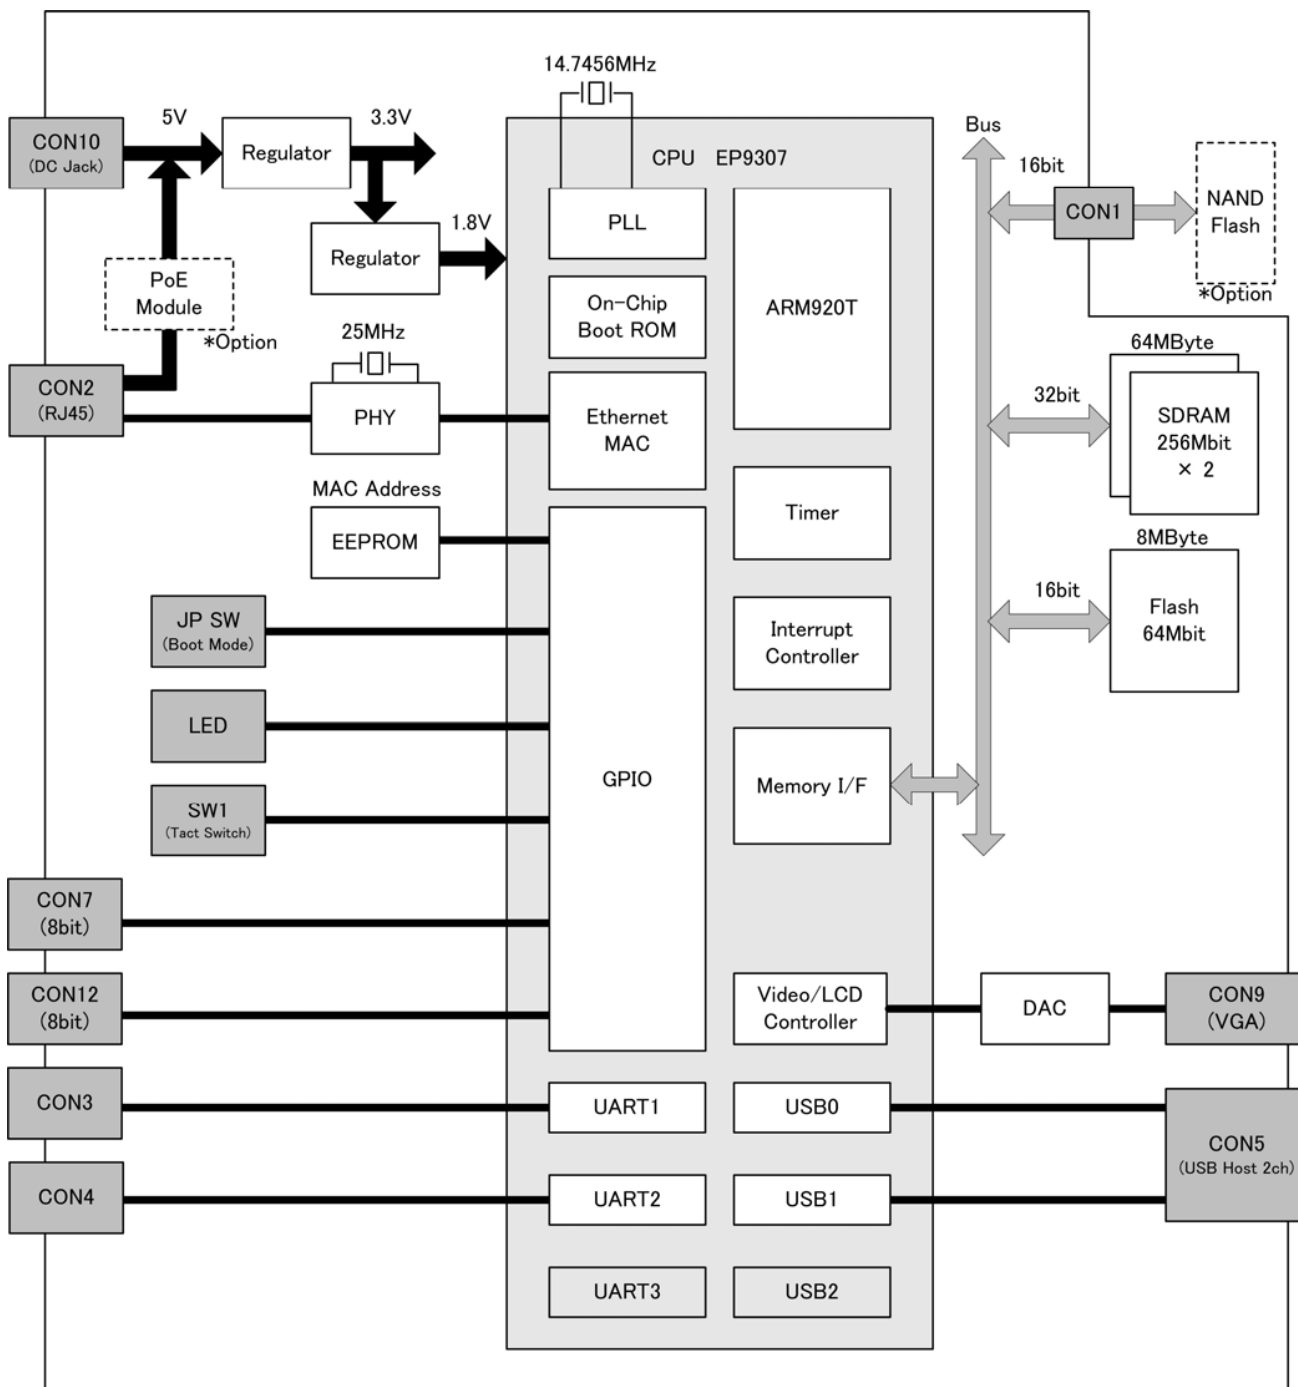 14.7456MHz
CON10
(DC Jack)
5V
Regulator
3.3V
CPU EP9307
Bus
16bit
CON1
NAND
Flash
*Option
PLL
Regulator
1.8V
PoE
Module
*Option
On-Chip
Boot ROM
ARM920T
25MHz
CON2
(RJ45)
PHY
Ethernet
MAC
64MByte
32bit
SDRAM
256Mbit
× 2
MAC Address
EEPROM
Timer
8MByte
16bit
Flash
64Mbit
JP SW
(Boot Mode)
Interrupt
Controller
LED
GPIO
Memory I/F
SW1
(Tact Switch)
CON7
(8bit)
CON12
(8bit)
Video/LCD
Controller
DAC
CON9
(VGA)
CON3
UART1
USB0
CON5
(USB Host 2ch)
CON4
UART2
USB1
UART3
USB2